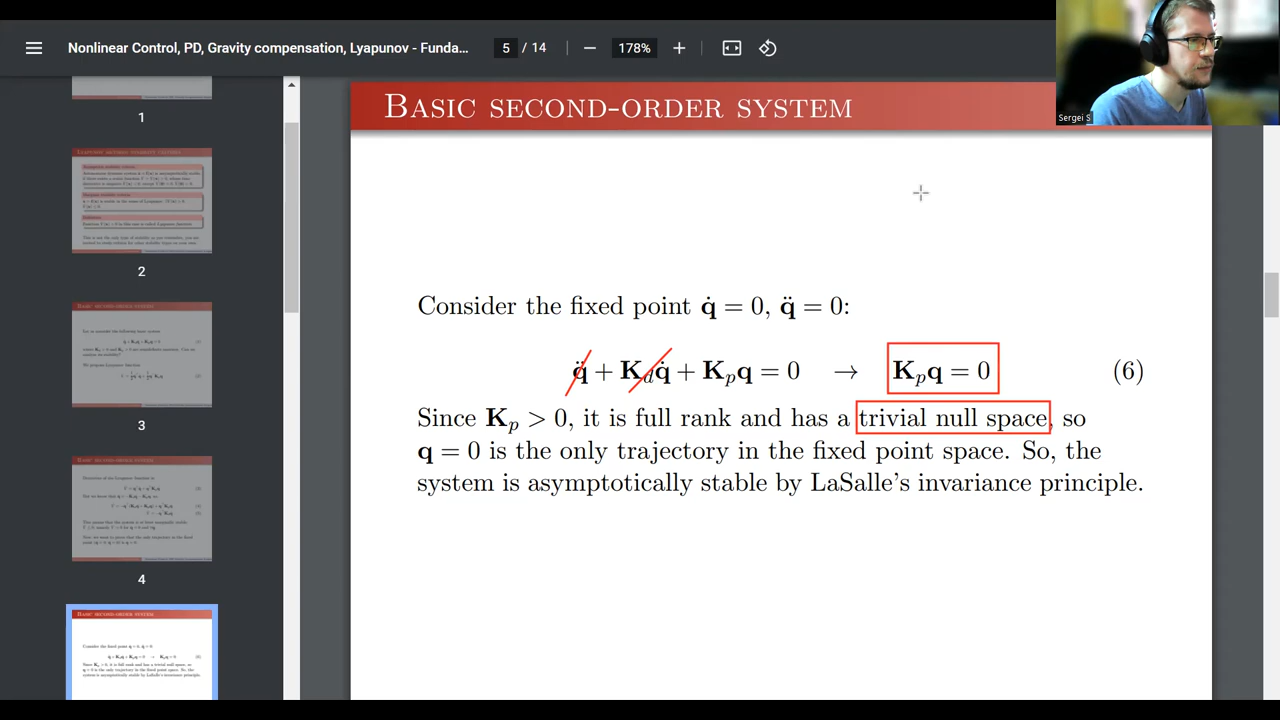 Nonlinear Control, PD, Gravity compensation, Lyapunov - Funda...
5 / 14
178%
Sergei S
1
2
3
4
BASIC SECOND-ORDER SYSTEM
Consider the fixed point q̇ = 0, q̈ = 0:
q̈ + K_d q̇ + K_p q = 0 → K_p q = 0 (6)
Since K_p > 0, it is full rank and has a trivial null space, so
q = 0 is the only trajectory in the fixed point space. So, the
system is asymptotically stable by LaSalle's invariance principle.